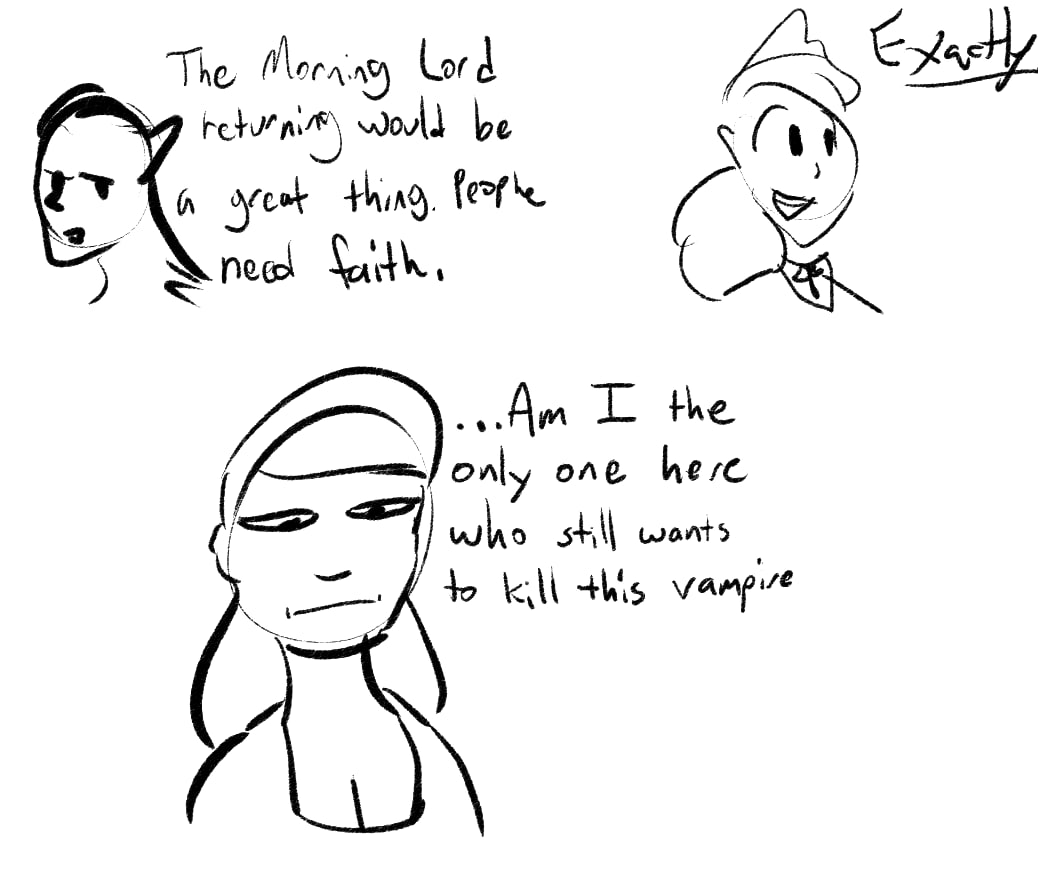 The Morning Lord
returning would be
a great thing. People
need faith.
Exactly
...Am I the
only one here
who still wants
to kill this vampire